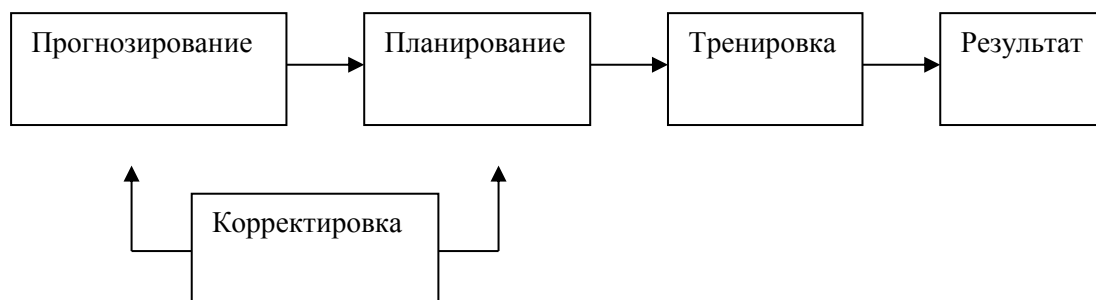 Прогнозирование
Планирование
Тренировка
Результат
Корректировка